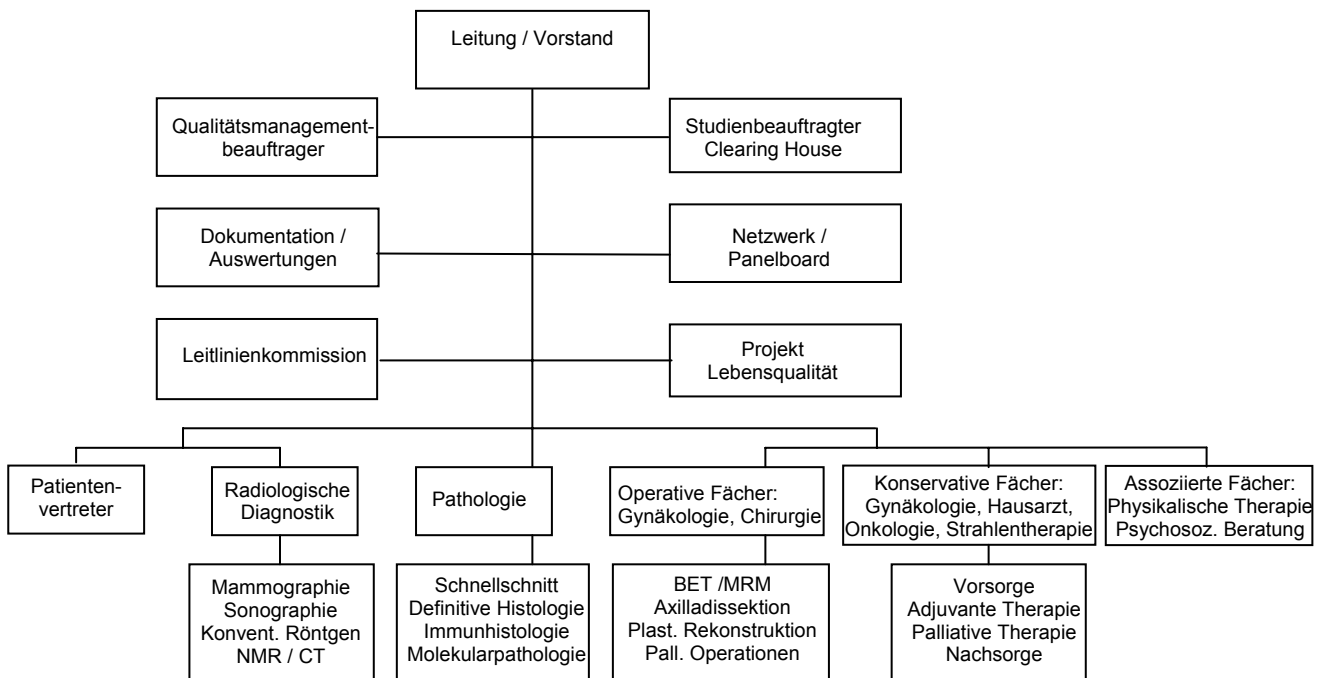 Leitung / Vorstand
Qualitätsmanagement-
beauftrager
Studienbeauftragter
Clearing House
Dokumentation /
Auswertungen
Netzwerk /
Panelboard
Leitlinienkommission
Projekt
Lebensqualität
Patienten-
vertreter
Radiologische
Diagnostik
Pathologie
Operative Fächer:
Gynäkologie, Chirurgie
Konservative Fächer:
Gynäkologie, Hausarzt,
Onkologie, Strahlentherapie
Assoziierte Fächer:
Physikalische Therapie
Psychosoz. Beratung
Mammographie
Sonographie
Konvent. Röntgen
NMR / CT
Schnellschnitt
Definitive Histologie
Immunhistologie
Molekularpathologie
BET /MRM
Axilladissektion
Plast. Rekonstruktion
Pall. Operationen
Vorsorge
Adjuvante Therapie
Palliative Therapie
Nachsorge